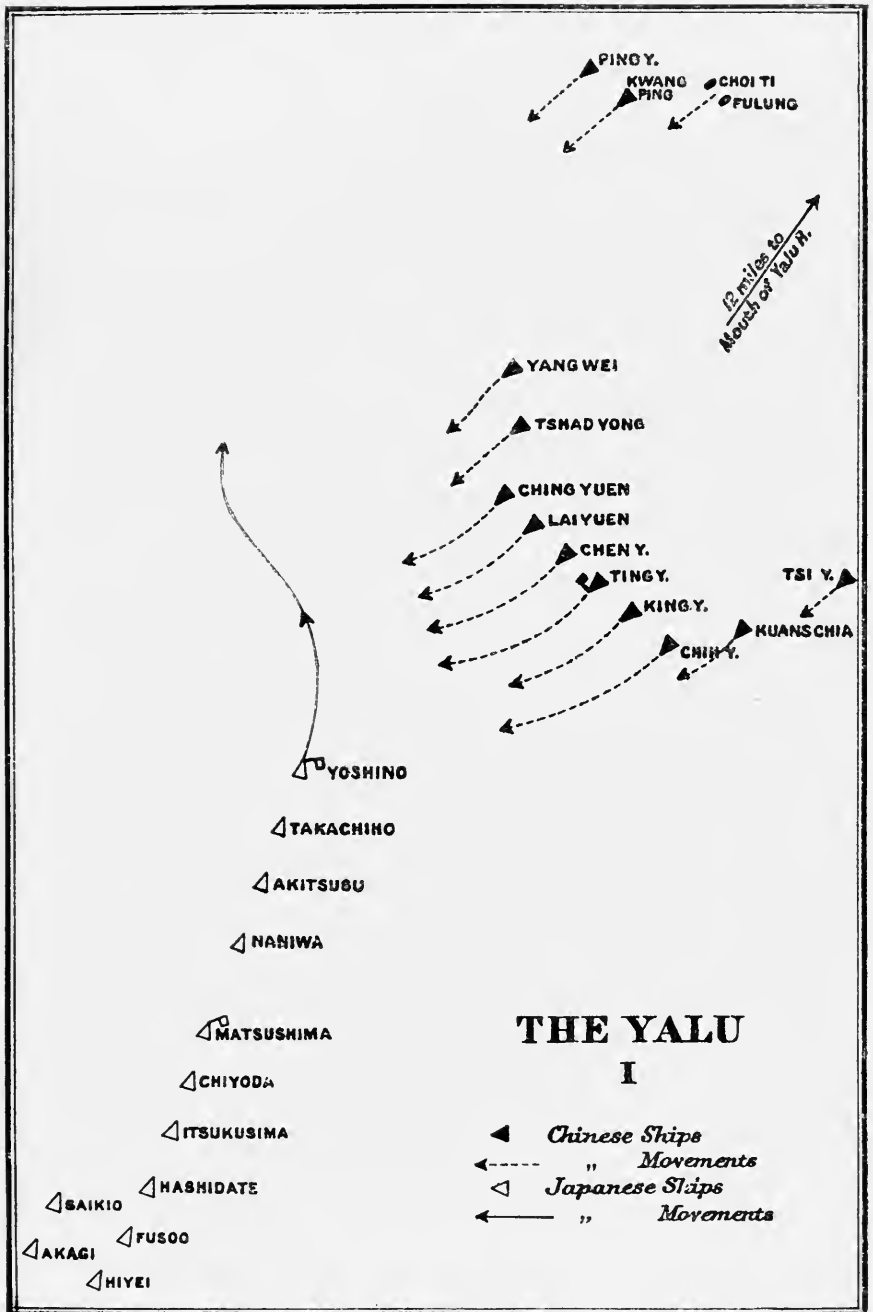 PING Y.
KWANG
PING
CHOI TI
FULUNG
12 miles to
Mouth of Yalu R.
YANG WEI
TSHAD YONG
CHING YUEN
LAI YUEN
CHEN Y.
TING Y.
TSI Y.
KING Y.
KUANSCHIA
CHIH Y.
YOSHINO
TAKACHIHO
AKITSUSU
NANIWA
MATSUSHIMA
CHIYODA
ITSUKUSIMA
HASHIDATE
SAIKIO
FUSOO
AKAGI
HIYEI
THE YALU
I
Chinese Ships
„ Movements
Japanese Ships
„ Movements